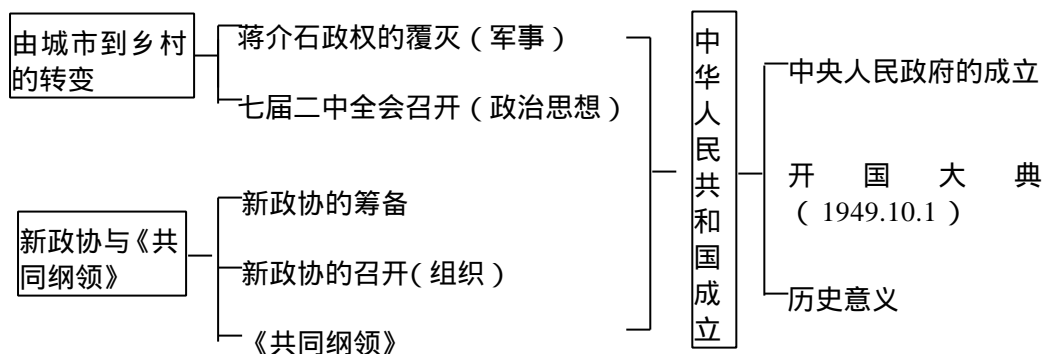 由城市到乡村
的转变
蒋介石政权的覆灭（军事）
七届二中全会召开（政治思想）
新政协与《共
同纲领》
新政协的筹备
新政协的召开（组织）
《共同纲领》
中华人民共和国成立
中央人民政府的成立
开国大典
（1949.10.1）
历史意义